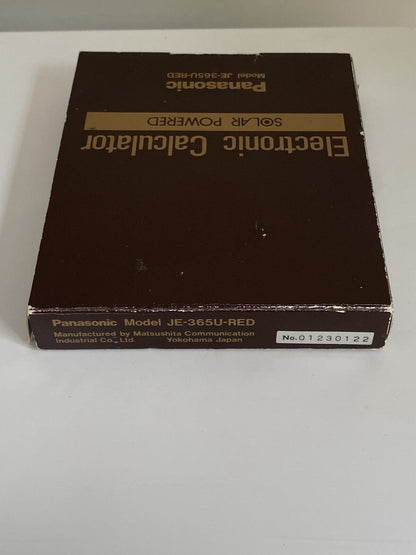 Electronic Calculator
SOLAR POWERED
Panasonic
Model JE-365U-RED
Panasonic Model JE-365U-RED
Manufactured by Matsushita Communication
Industrial Co., Ltd. Yokohama Japan
No.01230122